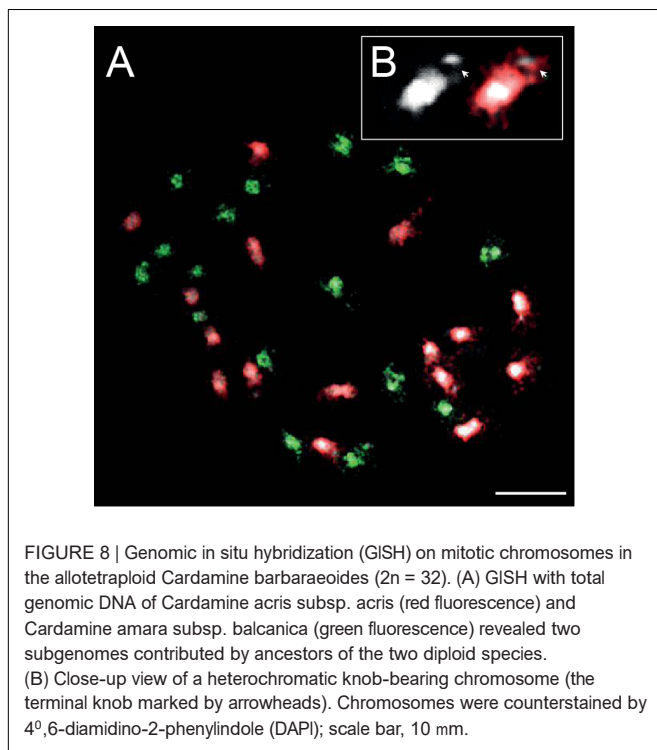 A
B
FIGURE 8 | Genomic in situ hybridization (GISH) on mitotic chromosomes in
the allotetraploid Cardamine barbaraeoides (2n = 32). (A) GISH with total
genomic DNA of Cardamine acris subsp. acris (red fluorescence) and
Cardamine amara subsp. balcanica (green fluorescence) revealed two
subgenomes contributed by ancestors of the two diploid species.
(B) Close-up view of a heterochromatic knob-bearing chromosome (the
terminal knob marked by arrowheads). Chromosomes were counterstained by
4⁰,6-diamidino-2-phenylindole (DAPI); scale bar, 10 mm.